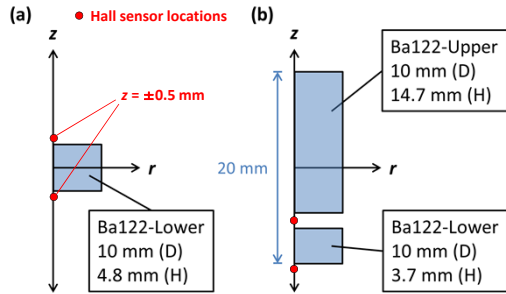 (a)
z
Hall sensor locations
z = ±0.5 mm
r
Ba122-Lower
10 mm (D)
4.8 mm (H)
(b)
z
Ba122-Upper
10 mm (D)
14.7 mm (H)
20 mm
r
Ba122-Lower
10 mm (D)
3.7 mm (H)